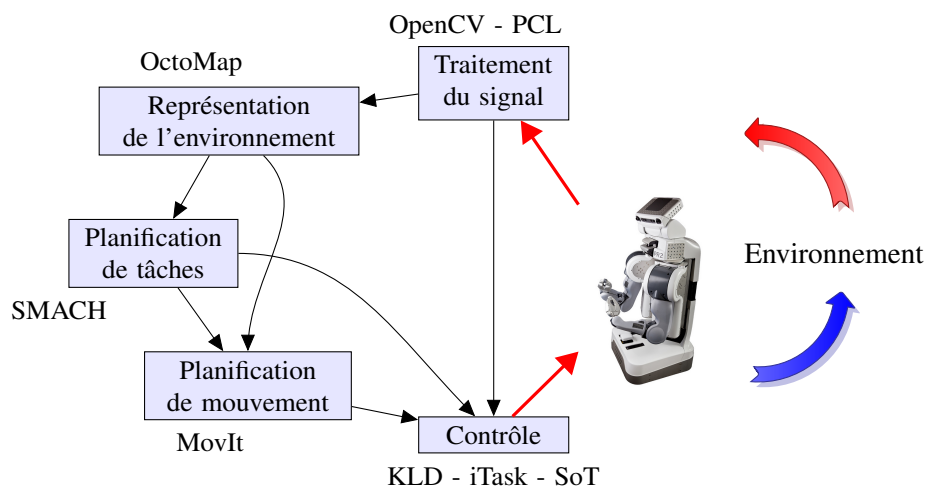 OpenCV - PCL
Traitement
du signal
OctoMap
Représentation
de l'environnement
Planification
de tâches
SMACH
Planification
de mouvement
MovIt
Contrôle
KLD - iTask - SoT
PR2
Environnement